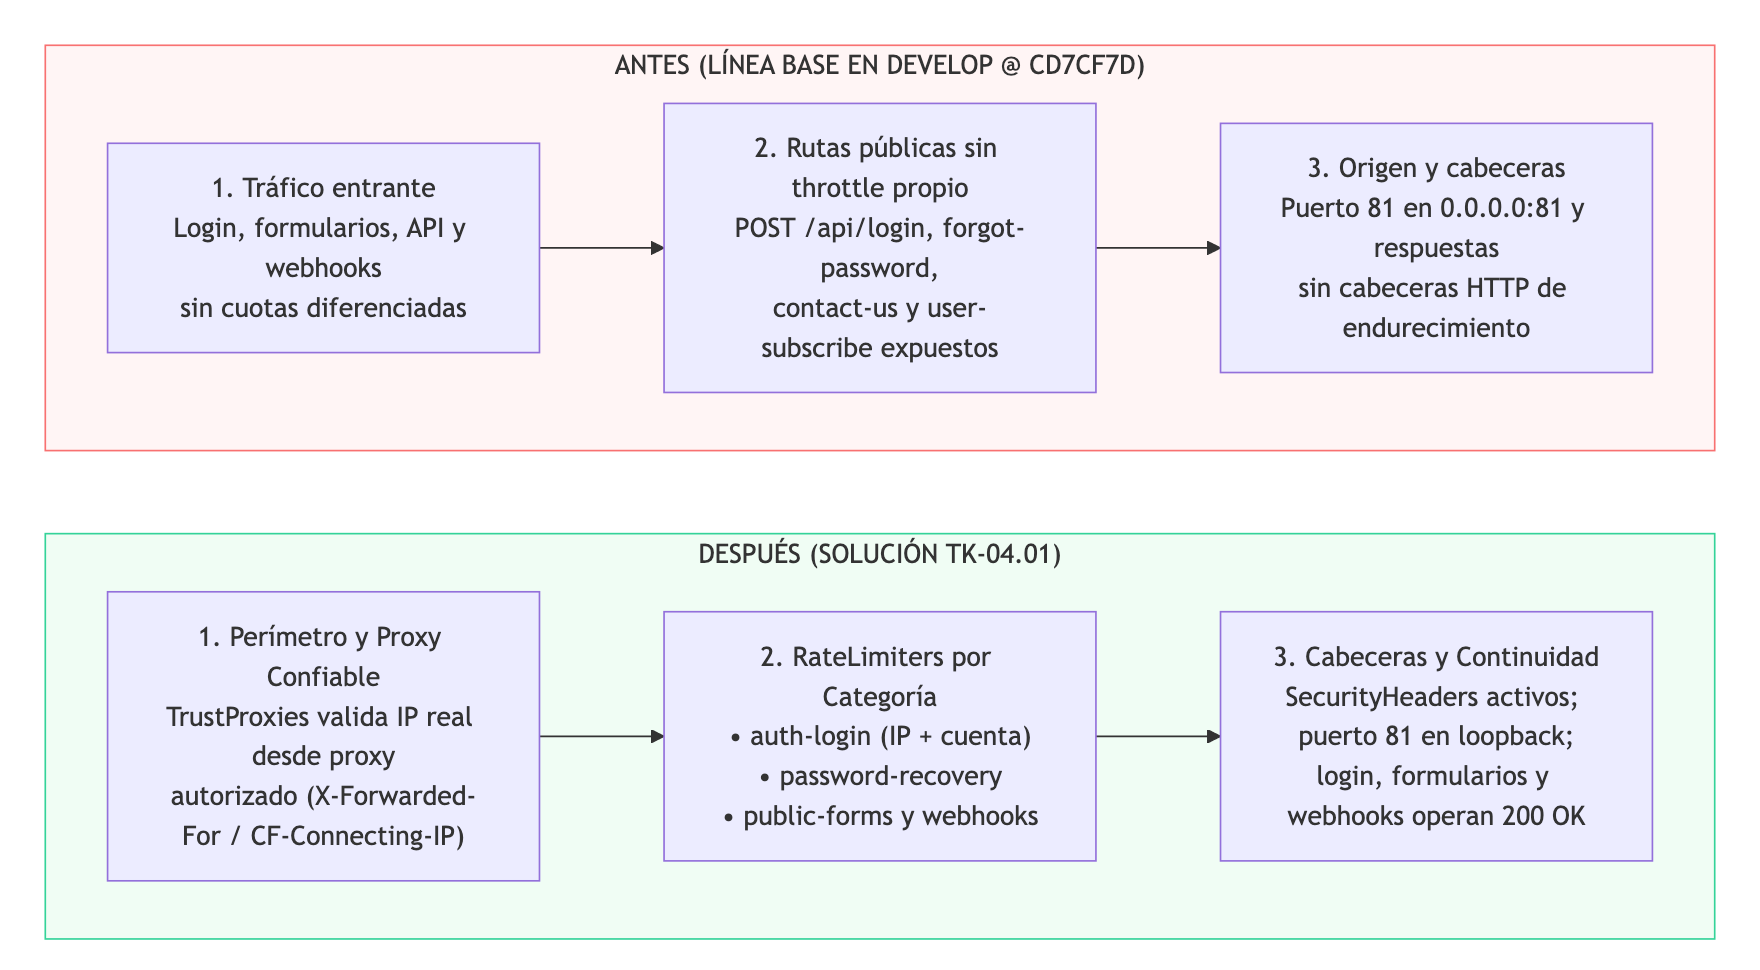 ANTES (LÍNEA BASE EN DEVELOP @ CD7CF7D)
1. Tráfico entrante
Login, formularios, API y
webhooks
sin cuotas diferenciadas
2. Rutas públicas sin
throttle propio
POST /api/login, forgot-
password,
contact-us y user-
subscribe expuestos
3. Origen y cabeceras
Puerto 81 en 0.0.0.0:81 y
respuestas
sin cabeceras HTTP de
endurecimiento
DESPUÉS (SOLUCIÓN TK-04.01)
1. Perímetro y Proxy
Confiable
TrustProxies valida IP real
desde proxy
autorizado (X-Forwarded-
For / CF-Connecting-IP)
2. RateLimiters por
Categoría
• auth-login (IP + cuenta)
• password-recovery
• public-forms y webhooks
3. Cabeceras y Continuidad
SecurityHeaders activos;
puerto 81 en loopback;
login, formularios y
webhooks operan 200 OK